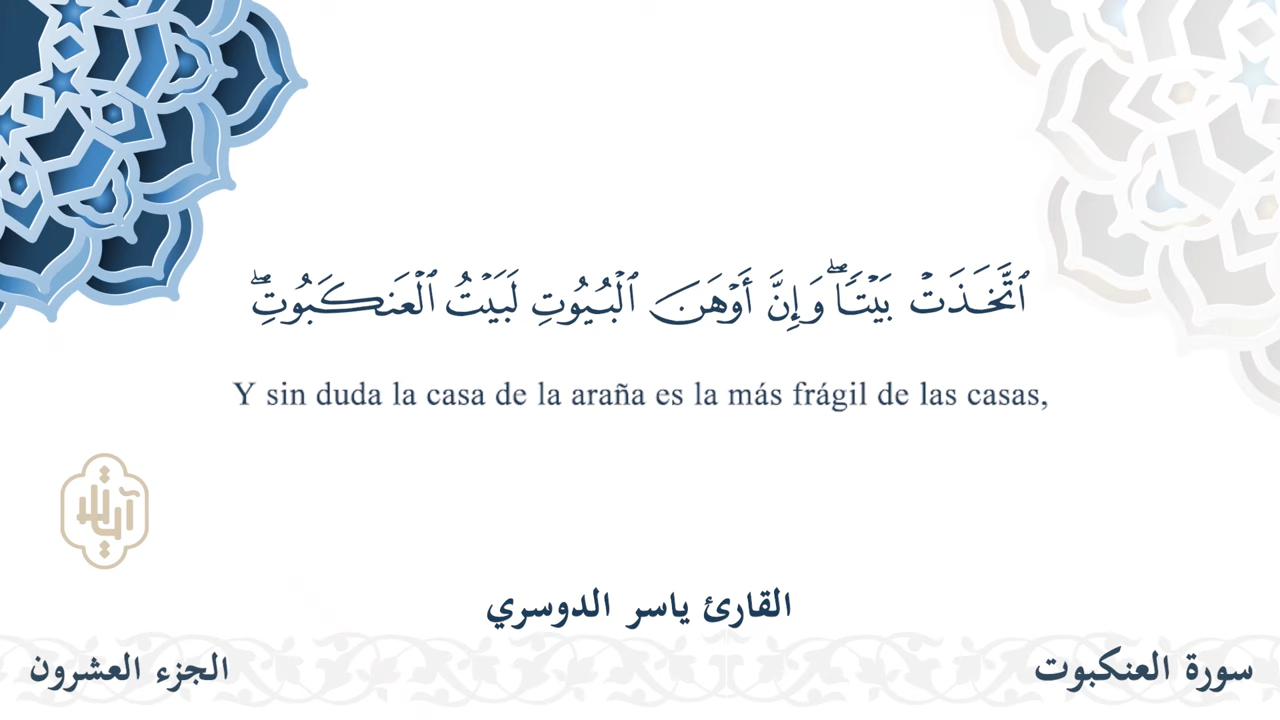 ٱتَّخَذَتْ بَيْتًاۖ وَإِنَّ أَوْهَنَ ٱلْبُيُوتِ لَبَيْتُ ٱلْعَنكَبُوتِۖ
Y sin duda la casa de la araña es la más frágil de las casas,
القارئ ياسر الدوسري
سورة العنكبوت
الجزء العشرون